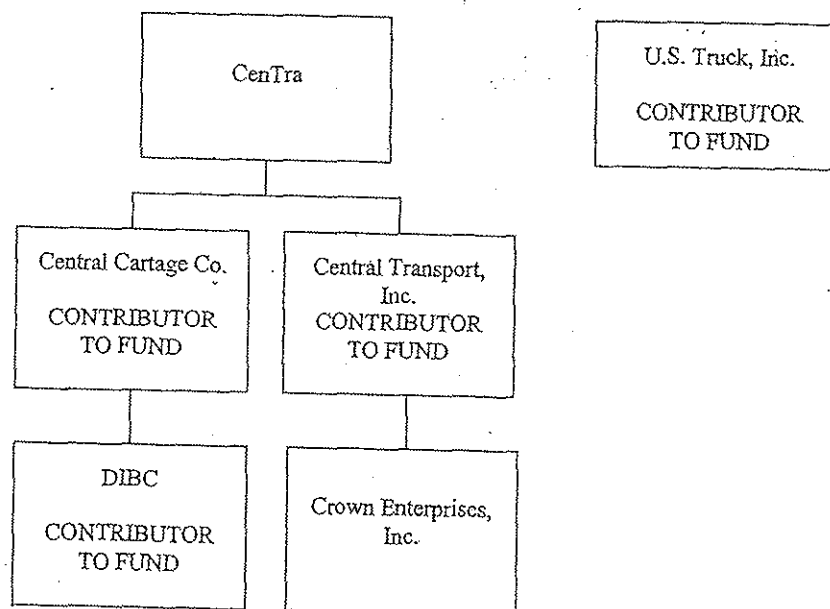 CenTra
U.S. Truck, Inc.
CONTRIBUTOR
TO FUND
Central Cartage Co.
CONTRIBUTOR
TO FUND
Central Transport,
Inc.
CONTRIBUTOR
TO FUND
DIBC
CONTRIBUTOR
TO FUND
Crown Enterprises,
Inc.